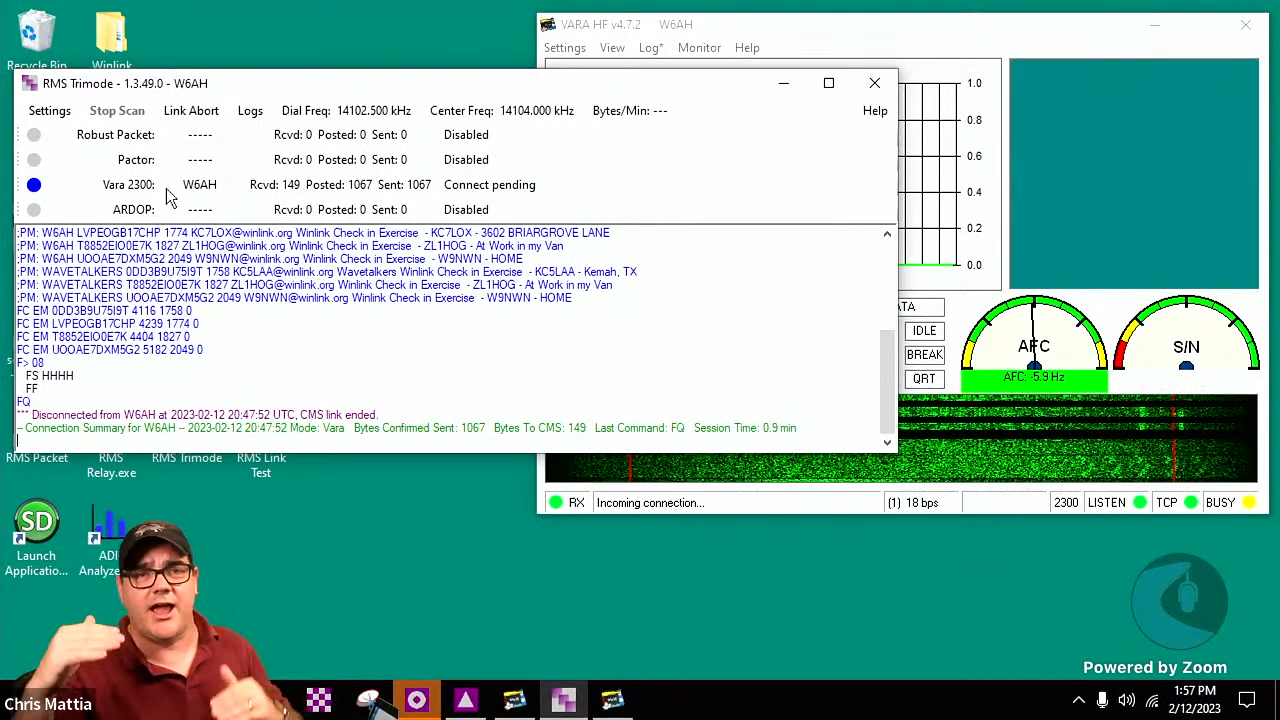 Recycle Bin
Winlink
VARA HF v4.7.2 W6AH
Settings View Log* Monitor Help
RMS Trimode - 1.3.49.0 - W6AH
Settings Stop Scan Link Abort Logs Dial Freq: 14102.500 kHz Center Freq: 14104.000 kHz Bytes/Min: --- Help
Robust Packet: ----- Rcvd: 0 Posted: 0 Sent: 0 Disabled
Pactor: ----- Rcvd: 0 Posted: 0 Sent: 0 Disabled
Vara 2300: W6AH Rcvd: 149 Posted: 1067 Sent: 1067 Connect pending
ARDOP: ----- Rcvd: 0 Posted: 0 Sent: 0 Disabled
;PM: W6AH LVPEOGB17CHP 1774 KC7LOX@winlink.org Winlink Check in Exercise - KC7LOX - 3602 BRIARGROVE LANE
;PM: W6AH T8852EIO0E7K 1827 ZL1HOG@winlink.org Winlink Check in Exercise - ZL1HOG - At Work in my Van
;PM: W6AH UOOAE7DXM5G2 2049 W9NWN@winlink.org Winlink Check in Exercise - W9NWN - HOME
;PM: WAVETALKERS 0DD3B9U75I9T 1758 KC5LAA@winlink.org Wavetalkers Winlink Check in Exercise - KC5LAA - Kemah, TX
;PM: WAVETALKERS T8852EIO0E7K 1827 ZL1HOG@winlink.org Winlink Check in Exercise - ZL1HOG - At Work in my Van
;PM: WAVETALKERS UOOAE7DXM5G2 2049 W9NWN@winlink.org Winlink Check in Exercise - W9NWN - HOME
FC EM 0DD3B9U75I9T 4116 1758 0
FC EM LVPEOGB17CHP 4239 1774 0
FC EM T8852EIO0E7K 4404 1827 0
FC EM UOOAE7DXM5G2 5182 2049 0
F> 08
FS HHHH
FF
FQ
*** Disconnected from W6AH at 2023-02-12 20:47:52 UTC, CMS link ended.
-- Connection Summary for W6AH -- 2023-02-12 20:47:52 Mode: Vara Bytes Confirmed Sent: 1067 Bytes To CMS: 149 Last Command: FQ Session Time: 0.9 min
1.0
0.8
0.6
0.4
0.2
0.0
ATA
IDLE
BREAK
QRT
AFC
AFC: -5.9 Hz
S/N
RX Incoming connection... (1) 18 bps 2300 LISTEN TCP BUSY
RMS Packet
RMS Relay.exe
RMS Trimode
RMS Link Test
SD
Launch Applicatio...
ADI Analyze
Powered by Zoom
Chris Mattia
1:57 PM
2/12/2023